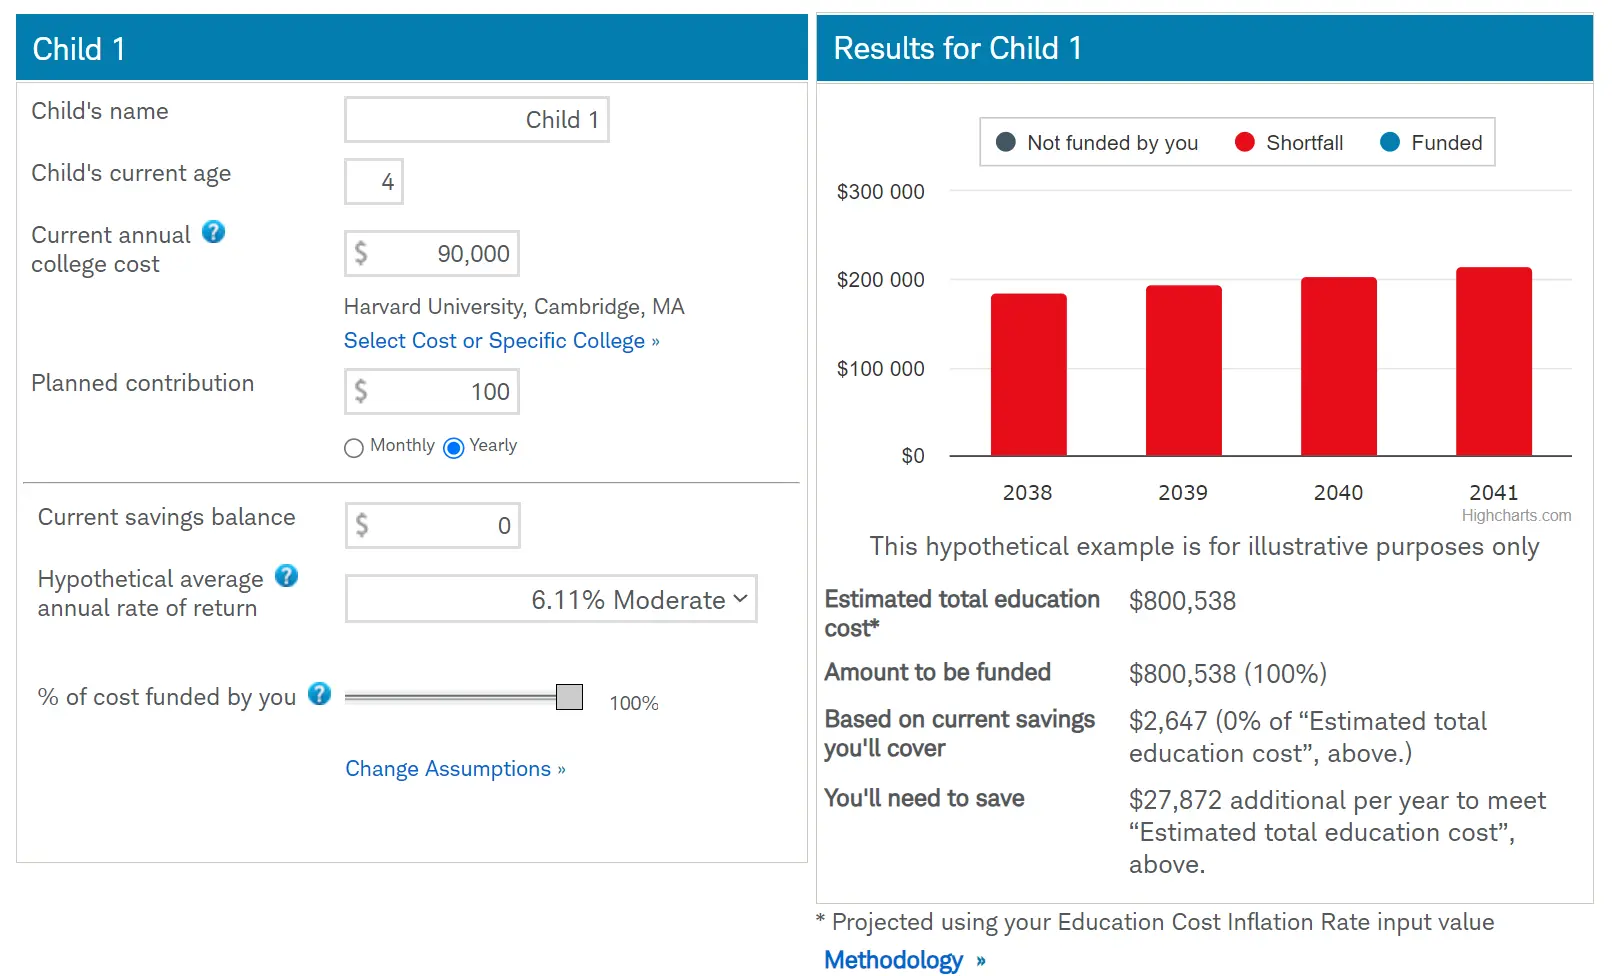 Child 1
Child's name
Child 1
Child's current age
4
Current annual ?
college cost
$ 90,000
Harvard University, Cambridge, MA
Select Cost or Specific College »
Planned contribution
$ 100
Monthly Yearly
Current savings balance
$ 0
Hypothetical average ?
annual rate of return
6.11% Moderate
% of cost funded by you ?
100%
Change Assumptions »
Results for Child 1
Not funded by you Shortfall Funded
$300 000
$200 000
$100 000
$0
2038 2039 2040 2041
Highcharts.com
This hypothetical example is for illustrative purposes only
Estimated total education
cost*
$800,538
Amount to be funded
$800,538 (100%)
Based on current savings
you'll cover
$2,647 (0% of “Estimated total
education cost”, above.)
You'll need to save
$27,872 additional per year to meet
“Estimated total education cost”,
above.
* Projected using your Education Cost Inflation Rate input value
Methodology »